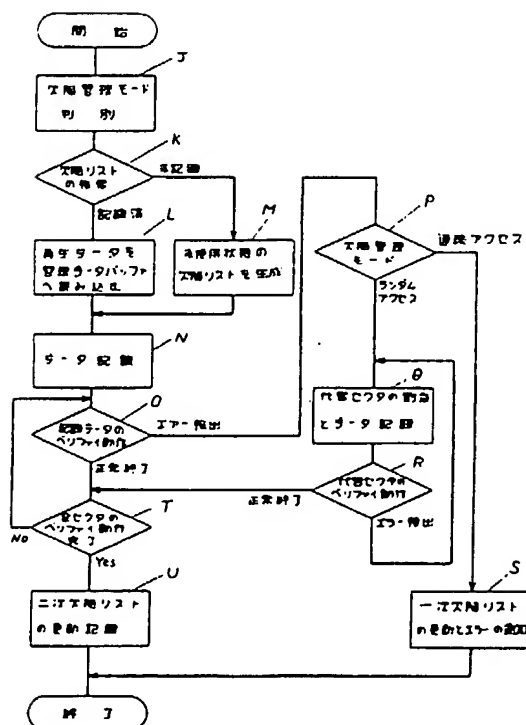 開始
J
欠陥管理モード
判別
K
欠陥リスト
の検索
未記録
記録済
L
再生データを
管理データバッファ
へ読み込む
M
未使用状態の
欠陥リストを生成
N
データ記録
O
記録データの
ベリファイ動作
エラー検出
正常終了
P
欠陥管理
モード
連続アクセス
ランダム
アクセス
Q
代替セクタの割当
とデータ記録
R
代替セクタの
ベリファイ動作
正常終了
エラー検出
T
全セクタの
ベリファイ動作
完了
No
Yes
U
二次欠陥リスト
の更新記録
S
一次欠陥リスト
の更新とエラーの
終了